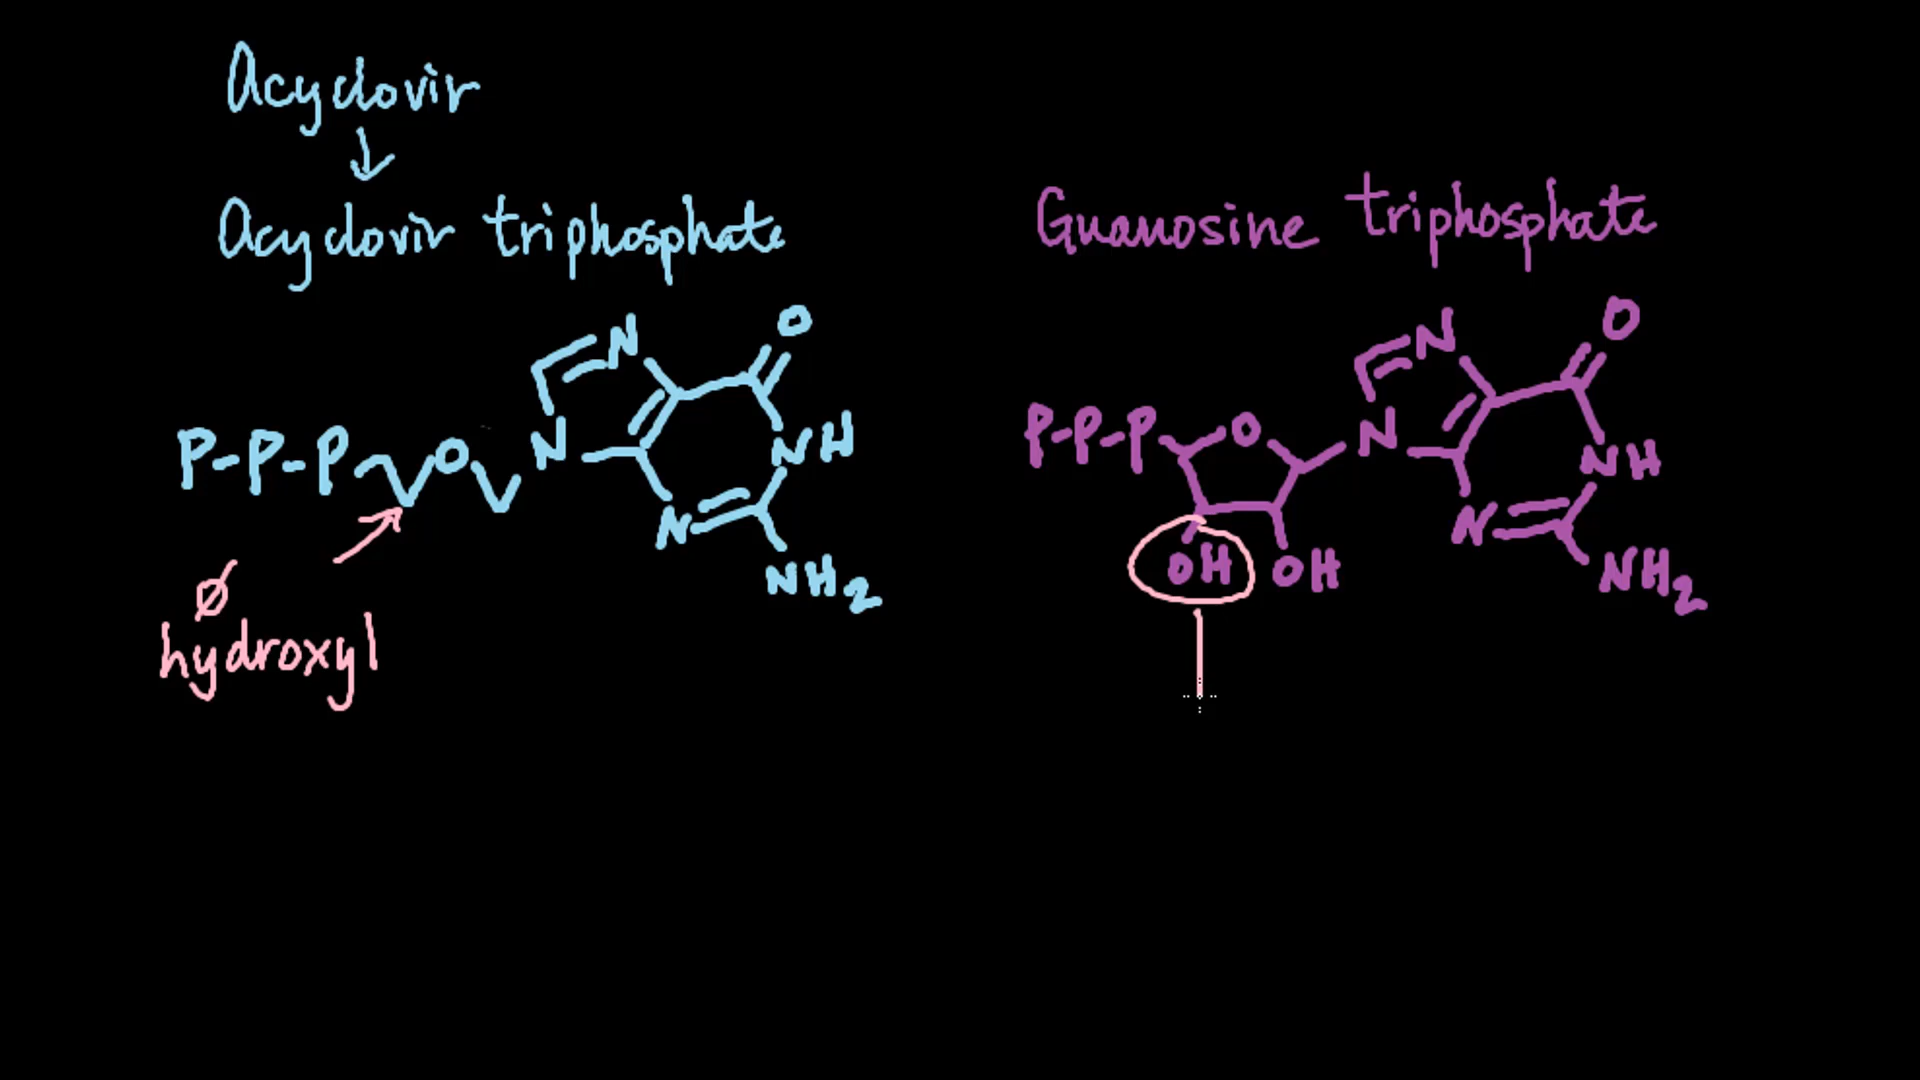 Acyclovir
↓
Acyclovir triphosphate
Guanosine triphosphate
N
O
N
O
P-P-P
O
N
NH
P-P-P
O
N
NH
N
NH2
N
NH2
OH
OH
Ø
hydroxyl